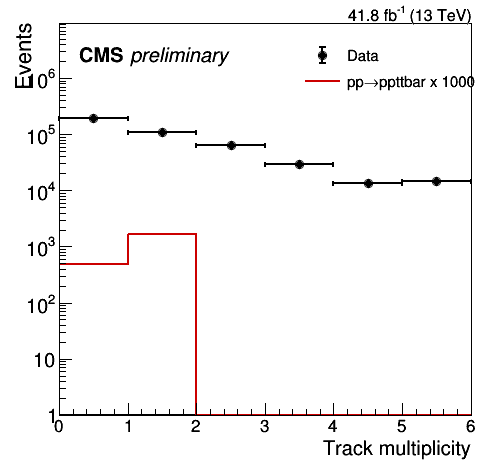 41.8 fb⁻¹ (13 TeV)
Events
CMS preliminary
Data
pp→ppttbar x 1000
10⁶
10⁵
10⁴
10³
10²
10
1
0 1 2 3 4 5 6
Track multiplicity